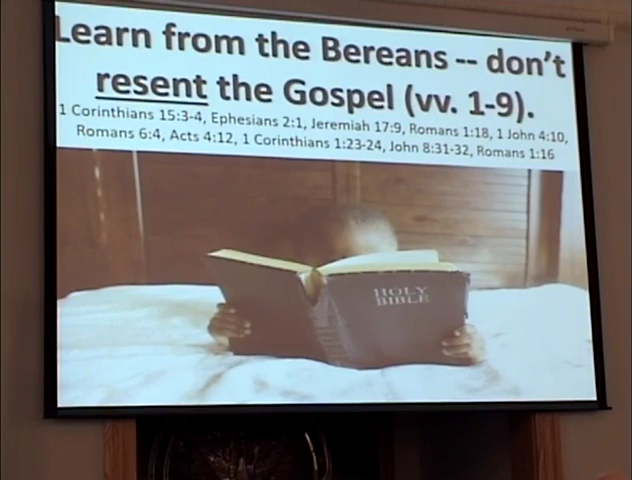 Learn from the Bereans -- don't
resent the Gospel (vv. 1-9).
1 Corinthians 15:3-4, Ephesians 2:1, Jeremiah 17:9, Romans 1:18, 1 John 4:10,
Romans 6:4, Acts 4:12, 1 Corinthians 1:23-24, John 8:31-32, Romans 1:16
HOLY
BIBLE